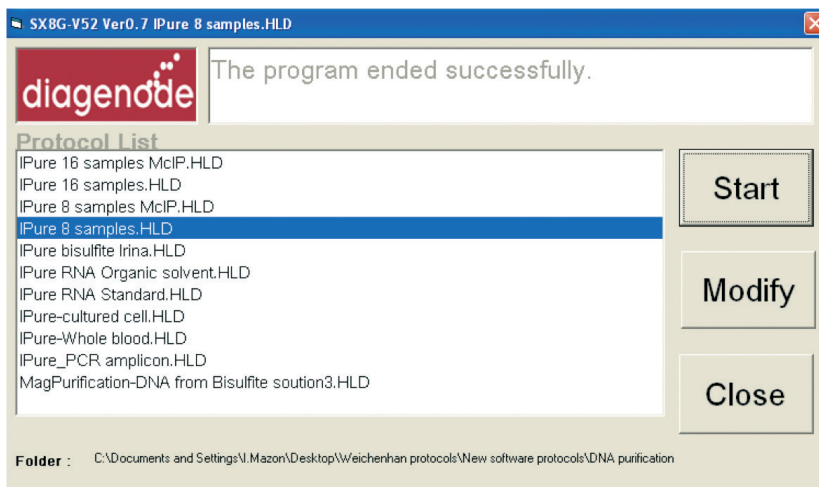 SX8G-V52 Ver0.7 IPure 8 samples.HLD
diagenode
The program ended successfully.
Protocol List
IPure 16 samples McIP.HLD
IPure 16 samples.HLD
IPure 8 samples McIP.HLD
IPure 8 samples.HLD
IPure bisulfite Irina.HLD
IPure RNA Organic solvent.HLD
IPure RNA Standard.HLD
IPure-cultured cell.HLD
IPure-Whole blood.HLD
IPure_PCR amplicon.HLD
MagPurification-DNA from Bisulfite soution3.HLD
Start
Modify
Close
Folder : C:\Documents and Settings\I.Mazon\Desktop\Weichenhan protocols\New software protocols\DNA purification